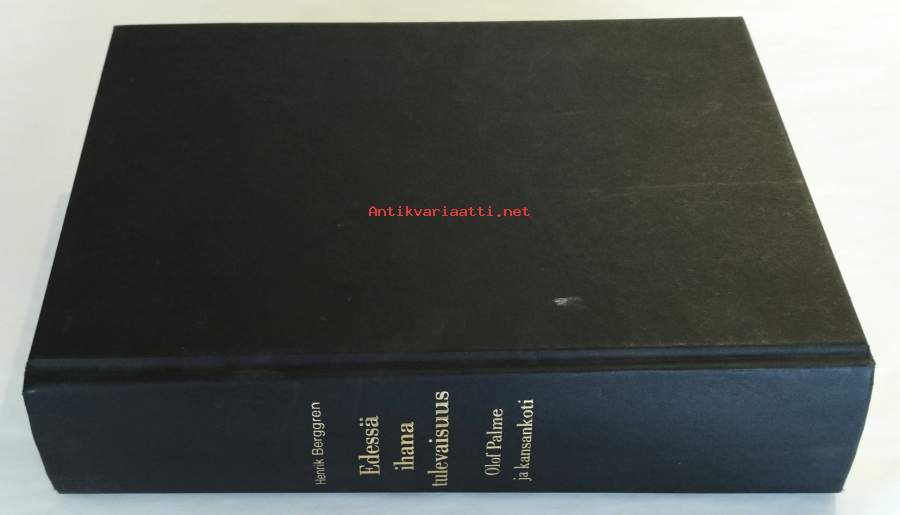 Antikvariaatti.net
Henrik Berggren
Edessä
ihana
tulevaisuus
Olof Palme
ja kansankoti